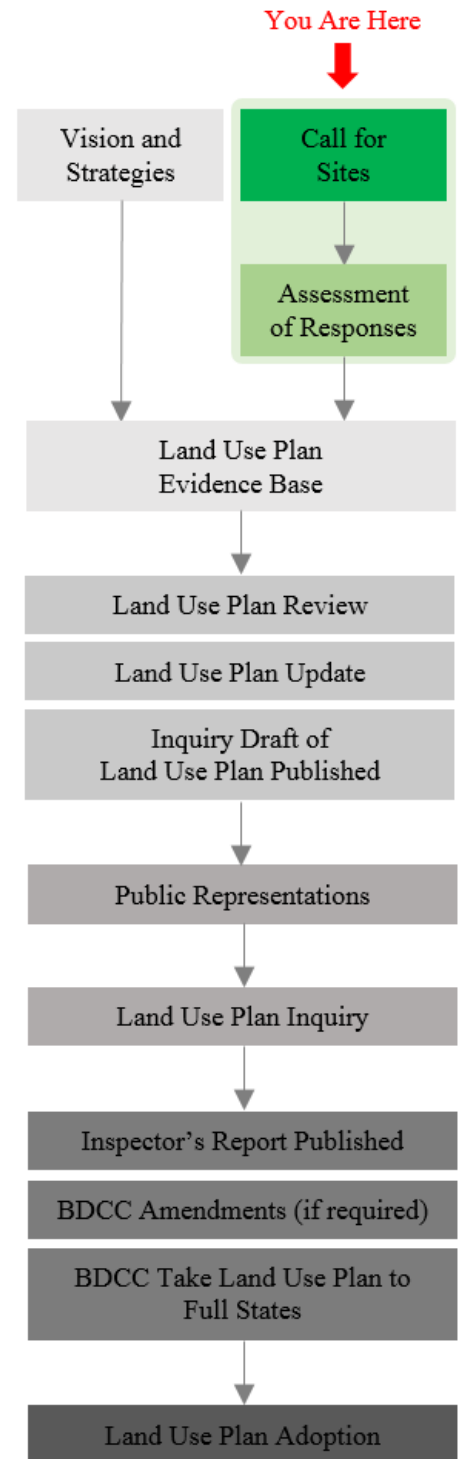 You Are Here
Vision and
Strategies
Call for
Sites
Assessment
of Responses
Land Use Plan
Evidence Base
Land Use Plan Review
Land Use Plan Update
Inquiry Draft of
Land Use Plan Published
Public Representations
Land Use Plan Inquiry
Inspector's Report Published
BDCC Amendments (if required)
BDCC Take Land Use Plan to
Full States
Land Use Plan Adoption